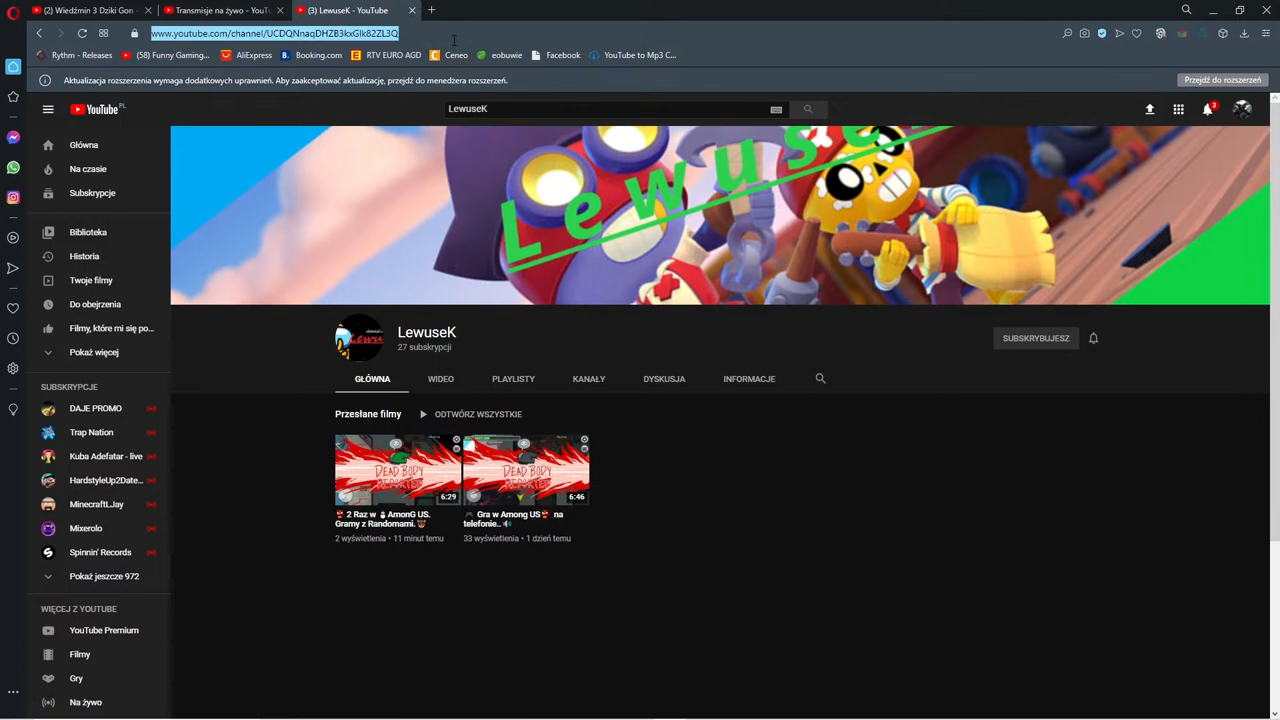 (2) Wiedźmin 3 Dziki Gon -
Transmisje na żywo - YouTu
(3) LewuseK - YouTube
www.youtube.com/channel/UCDQNnaqDHZB3kxGlk82ZL3Q
Rythm - Releases
(58) Funny Gaming...
AliExpress
Booking.com
RTV EURO AGD
Ceneo
eobuwie
Facebook
YouTube to Mp3 C...
Aktualizacja rozszerzenia wymaga dodatkowych uprawnień. Aby zaakceptować aktualizację, przejdź do menedżera rozszerzeń.
Przejdź do rozszerzeń
YouTube PL
LewuseK
3
Główna
Na czasie
Subskrypcje
Biblioteka
Historia
Twoje filmy
Do obejrzenia
Filmy, które mi się po...
Pokaż więcej
SUBSKRYPCJE
DAJE PROMO
Trap Nation
Kuba Adefatar - live
HardstyleUp2Date...
MinecraftLJay
Mixerolo
Spinnin' Records
Pokaż jeszcze 972
WIĘCEJ Z YOUTUBE
YouTube Premium
Filmy
Gry
Na żywo
LewuseK
27 subskrypcji
SUBSKRYBUJESZ
GŁÓWNA
WIDEO
PLAYLISTY
KANAŁY
DYSKUSJA
INFORMACJE
Przesłane filmy
ODTWÓRZ WSZYSTKIE
DEAD BODY
REPORTED
6:29
2 Raz w AmonG US.
Gramy z Randomami.
2 wyświetlenia • 11 minut temu
DEAD BODY
REPORTED
6:46
Gra w Among US na
telefonie..
33 wyświetlenia • 1 dzień temu